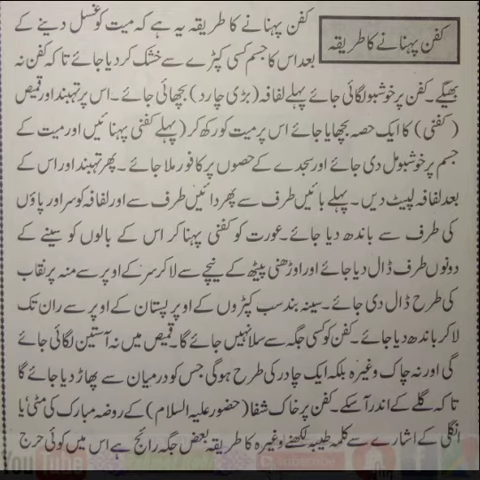 کفن پہنانے کا طریقہ
کفن پہنانے کا طریقہ یہ ہے کہ میت کو غسل دینے کے
بعد اس کا جسم کسی کپڑے سے خشک کر دیا جائے تا کہ کفن نہ
بھیگے۔ کفن پر خوشبو لگائی جائے پہلے لفافہ (بڑی چارد) بچھائی جائے۔ اس پر تہبند اور قمیص
(کفنی) کا ایک حصہ بچھایا جائے اس پر میت کو رکھ کر (پہلے کفنی پہنائیں اور میت کے
جسم پر خوشبو مل دی جائے اور سجدے کے حصوں پر کافور ملا جائے۔ پھر تہبند اور اس کے
بعد لفافہ لپیٹ دیں۔ پہلے بائیں طرف سے پھر دائیں طرف سے اور لفافہ کو سر اور پاؤں
کی طرف سے باندھ دیا جائے۔ عورت کو کفنی پہنا کر اس کے بالوں کو سینے کے
دونوں طرف ڈال دیا جائے اور اوڑھنی پیٹھ کے نیچے سے لا کر سر کے اوپر سے منہ پر نقاب
کی طرح ڈال دی جائے۔ سینہ بند سب کپڑوں کے اوپر پستان کے اوپر سے ران تک
لا کر باندھ دیا جائے۔ کفن کو کسی جگہ سے سلا نہیں جائے گا۔ قمیص میں نہ آستین لگائی جائے
گی اور نہ چاک وغیرہ بلکہ ایک چادر کی طرح ہو گی جس کو درمیان سے پھاڑ دیا جائے گا
تا کہ گلے کے اندر آ سکے۔ کفن پر خاک شفا (حضور علیہ السلام) کے روضہ مبارک کی مٹی یا
انگلی کے اشارے سے کلمہ طیبہ لکھنے وغیرہ کا طریقہ بعض جگہ رائج ہے اس میں کوئی حرج
You Tube